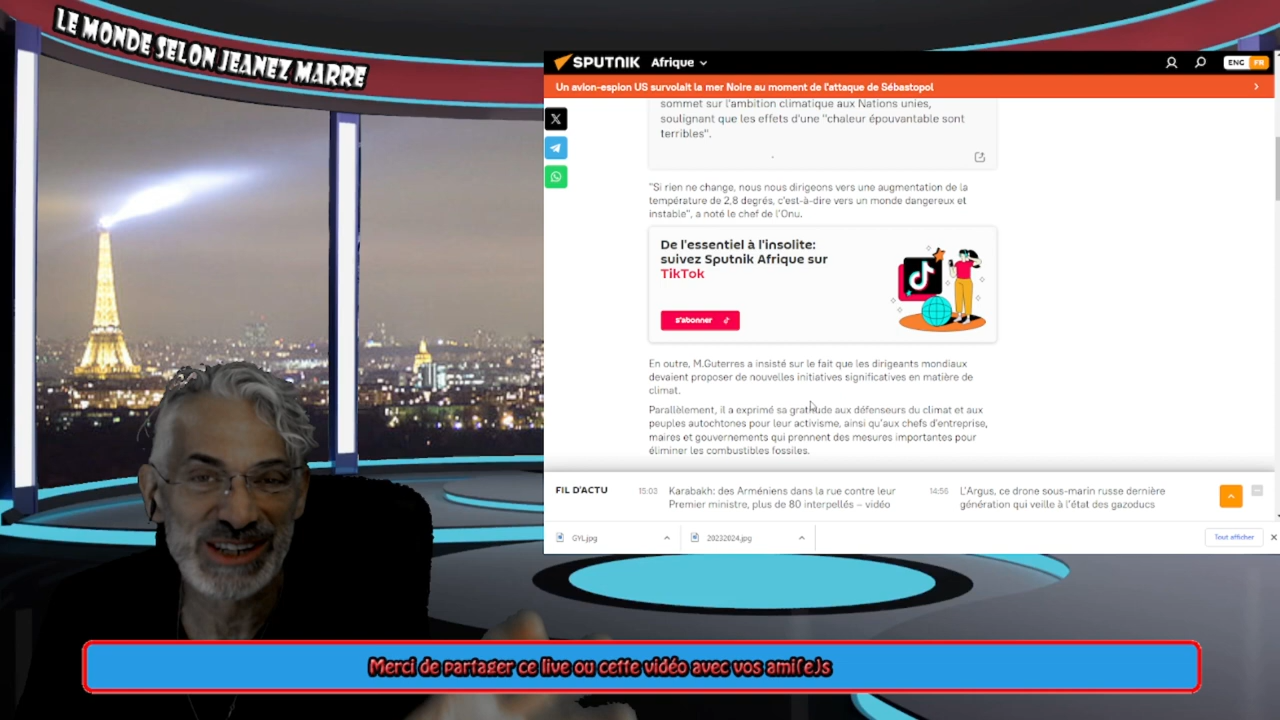 LE MONDE SELON JEANEZ MARRE
SPUTNIK Afrique
ENG FR
Un avion-espion US survolait la mer Noire au moment de l'attaque de Sébastopol
sommet sur l'ambition climatique aux Nations unies,
soulignant que les effets d'une "chaleur épouvantable sont
terribles".
"Si rien ne change, nous nous dirigeons vers une augmentation de la
température de 2,8 degrés, c'est-à-dire vers un monde dangereux et
instable", a noté le chef de l'Onu.
De l'essentiel à l'insolite:
suivez Sputnik Afrique sur
TikTok
s'abonner
En outre, M.Guterres a insisté sur le fait que les dirigeants mondiaux
devaient proposer de nouvelles initiatives significatives en matière de
climat.
Parallèlement, il a exprimé sa gratitude aux défenseurs du climat et aux
peuples autochtones pour leur activisme, ainsi qu'aux chefs d'entreprise,
maires et gouvernements qui prennent des mesures importantes pour
éliminer les combustibles fossiles.
FIL D'ACTU
15:03 Karabakh: des Arméniens dans la rue contre leur
Premier ministre, plus de 80 interpellés – vidéo
14:56 L'Argus, ce drone sous-marin russe dernière
génération qui veille à l'état des gazoducs
GYL.jpg
20232024.jpg
Tout afficher
Merci de partager ce live ou cette vidéo avec vos ami(e)s